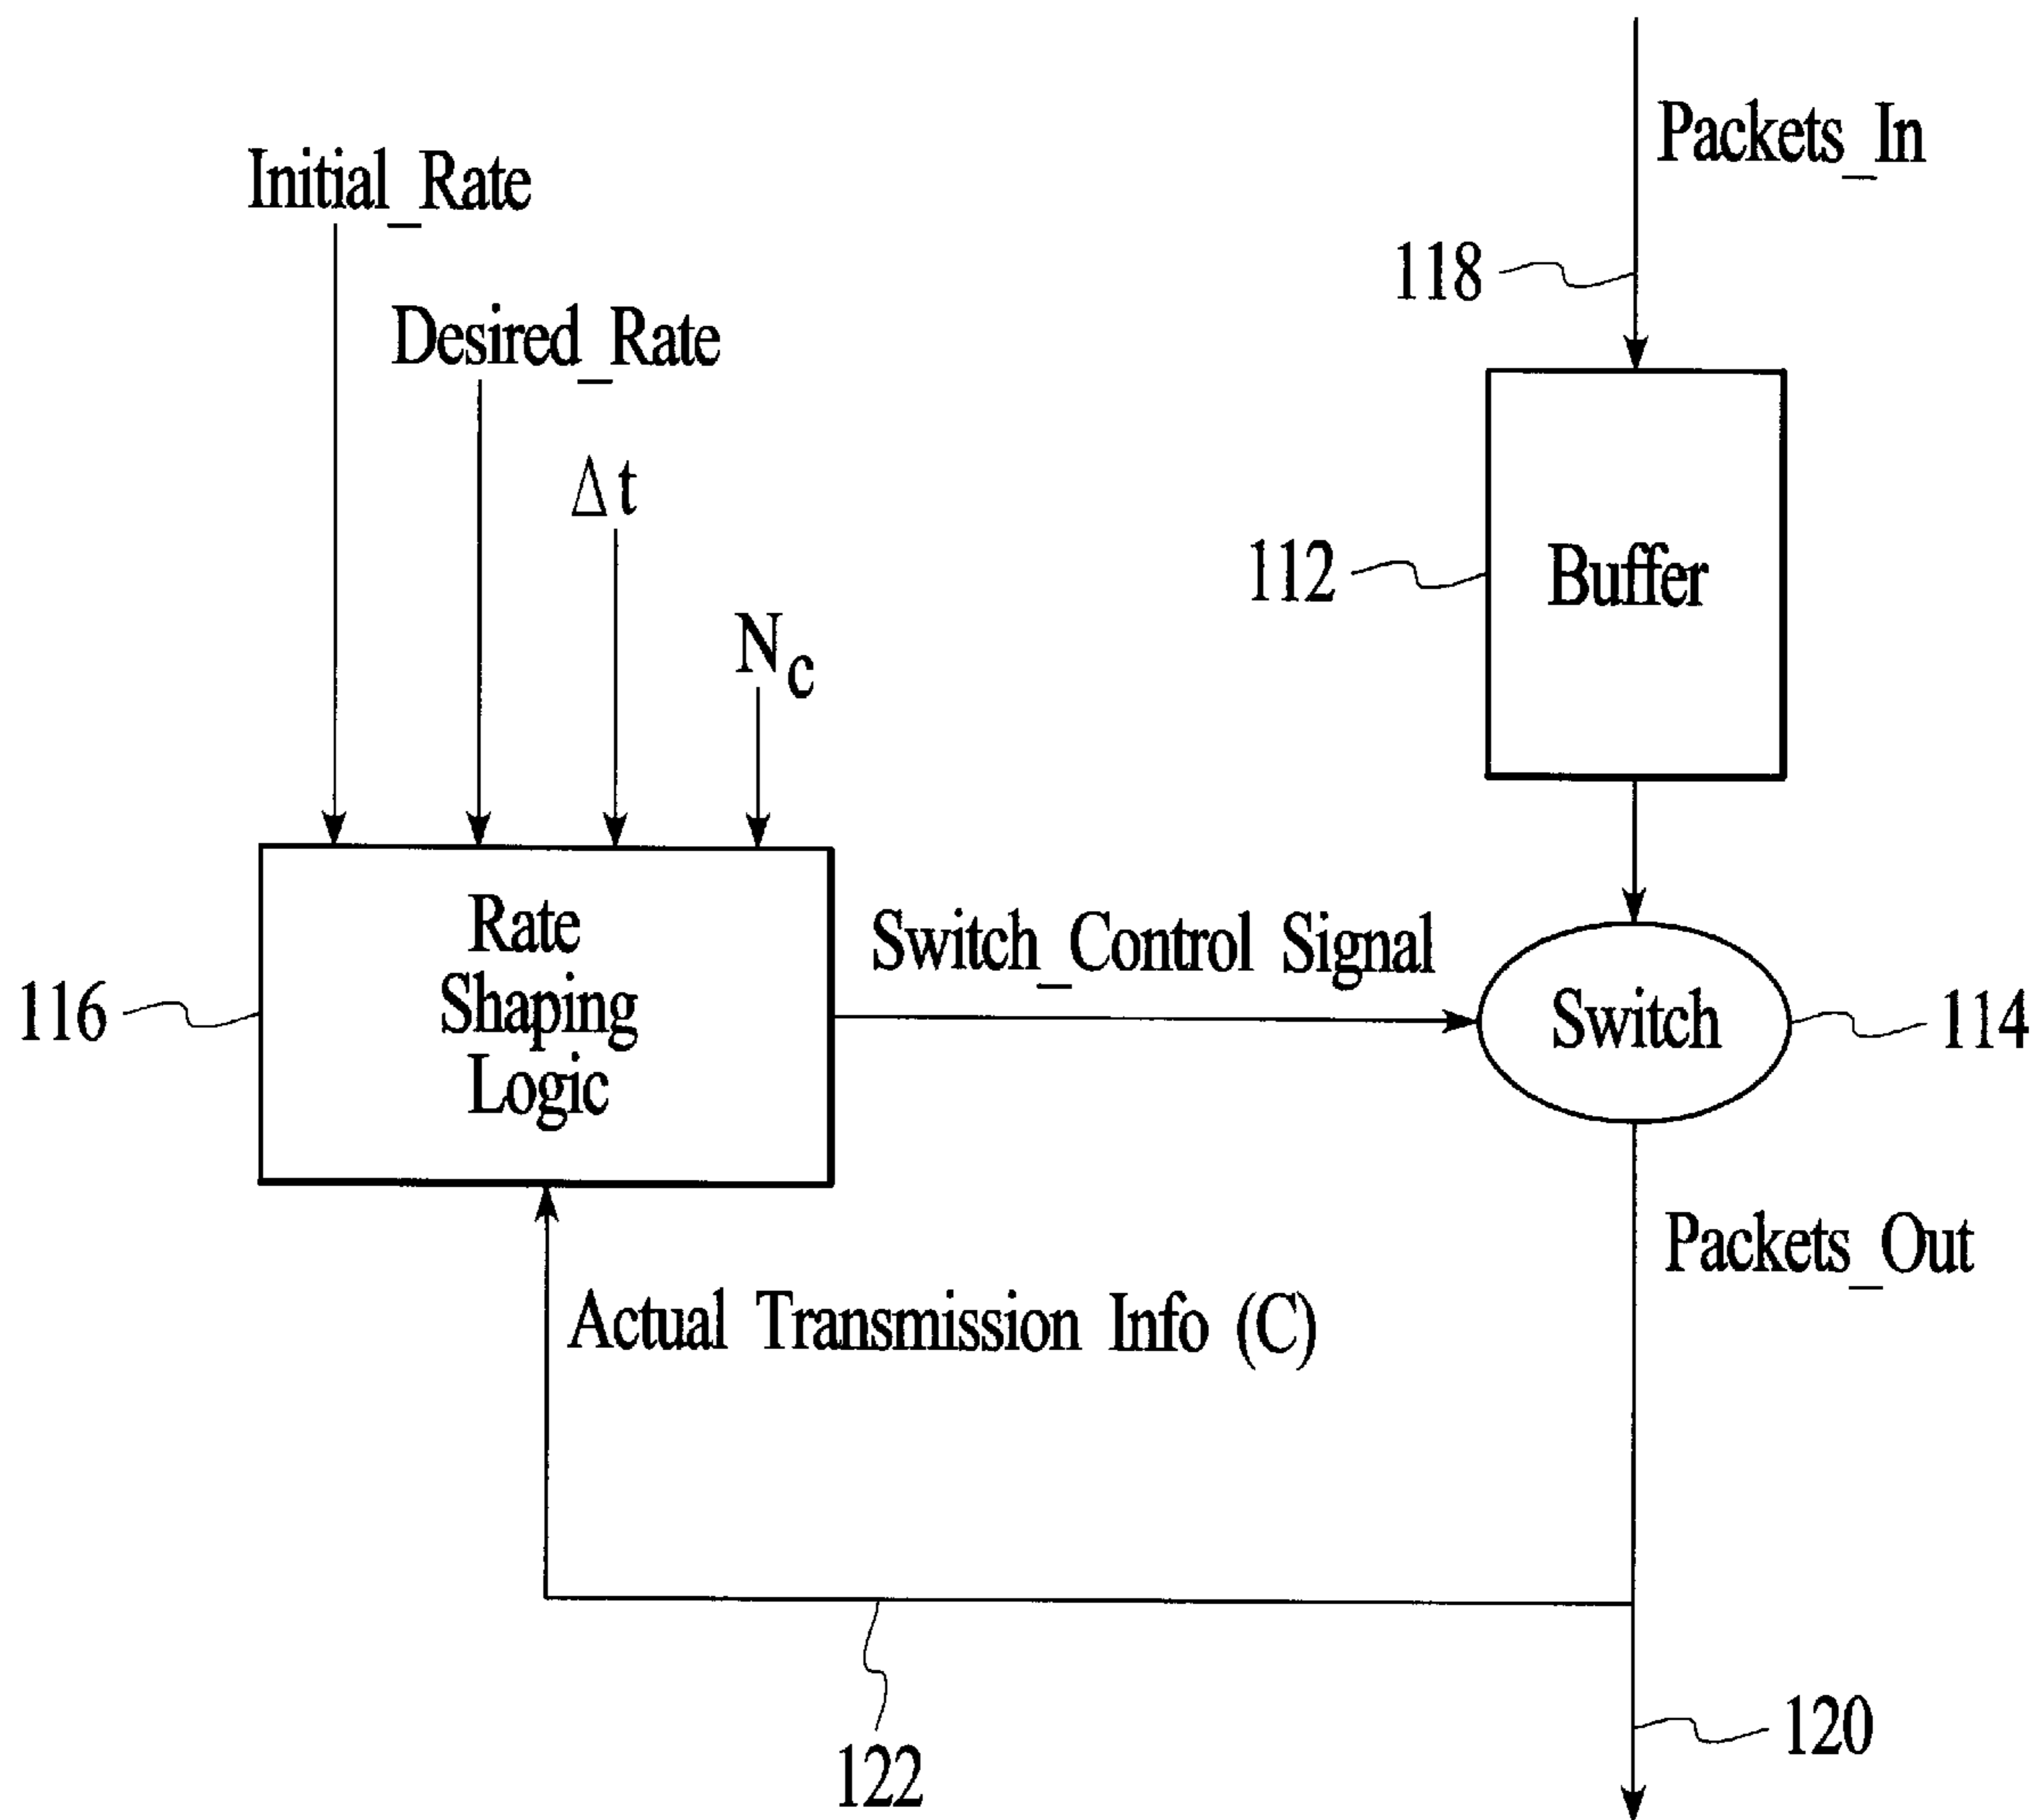 Packets_In
Initial_Rate
118
Desired_Rate
Δt
112
Buffer
Nc
Rate
Shaping
Logic
Switch_Control Signal
116
Switch
114
Packets_Out
Actual Transmission Info (C)
120
122